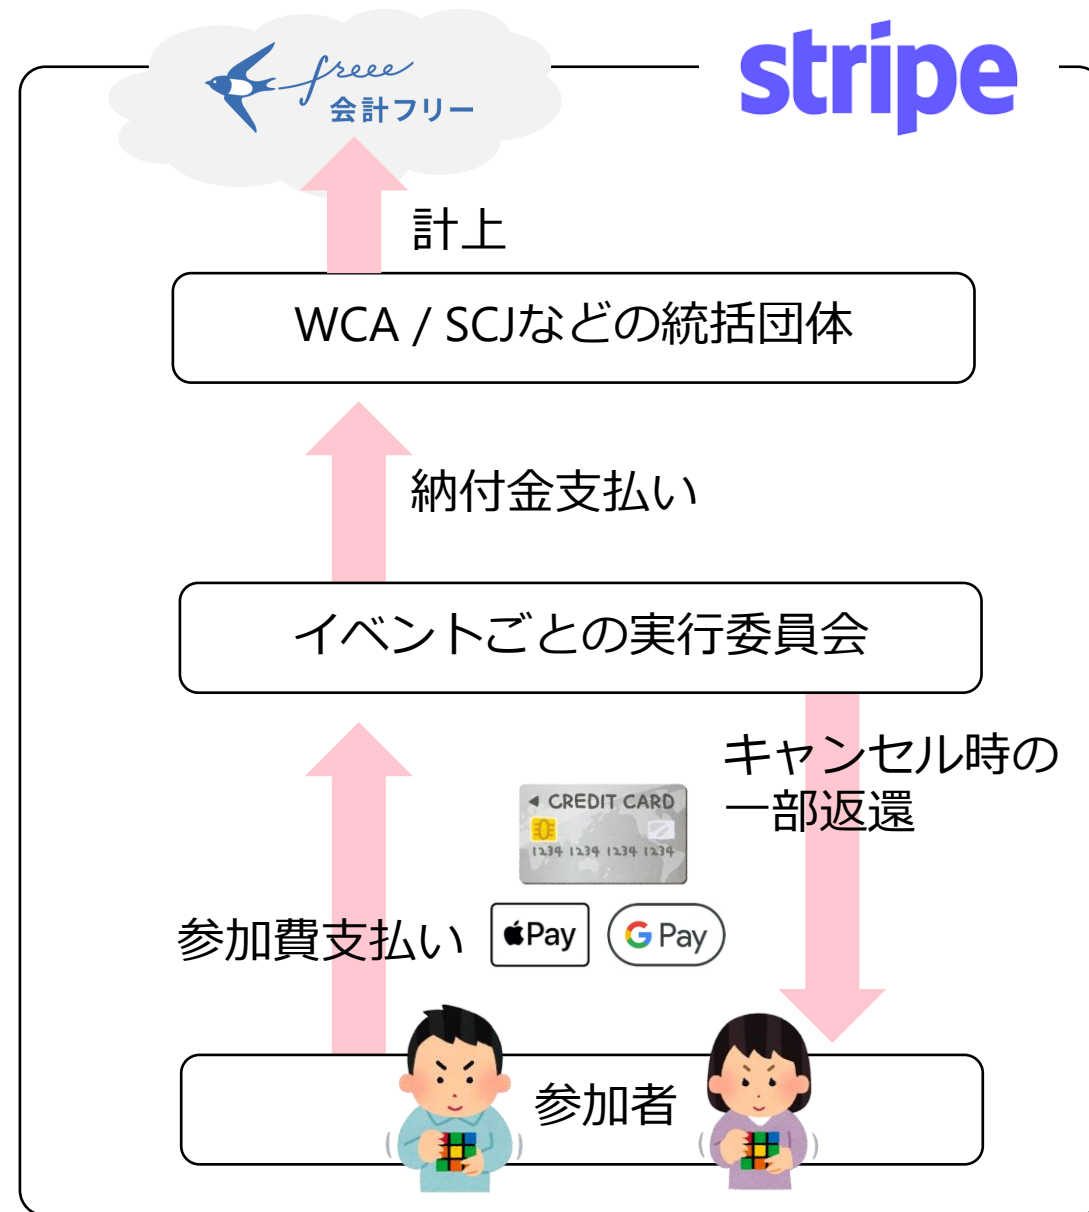 freee
会計フリー
stripe
計上
WCA / SCJなどの統括団体
納付金支払い
イベントごとの実行委員会
キャンセル時の
一部返還
CREDIT CARD
1234 1234 1234 1234
参加費支払い
Pay
G Pay
参加者